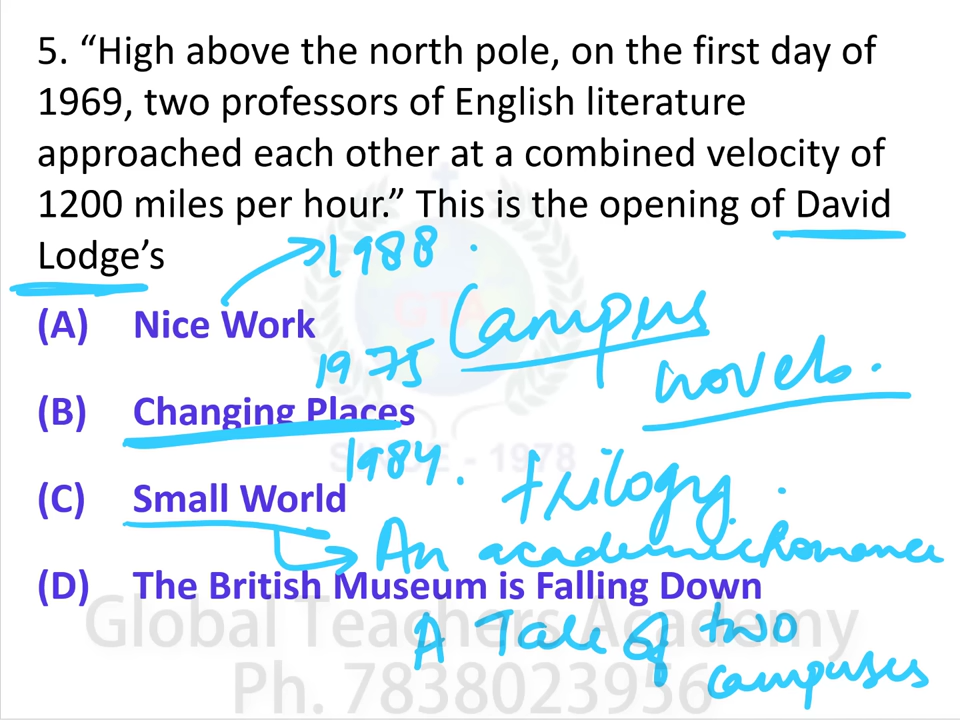 5. “High above the north pole, on the first day of
1969, two professors of English literature
approached each other at a combined velocity of
1200 miles per hour.” This is the opening of David
Lodge’s
1988.
(A) Nice Work
Campus
novels.
1975
(B) Changing Places
1984.
SINCE - 1978
(C) Small World
trilogy.
An academic Romance
(D) The British Museum is Falling Down
A Tale of two
campuses
GTA
Global Teachers Academy
Ph. 7838023956